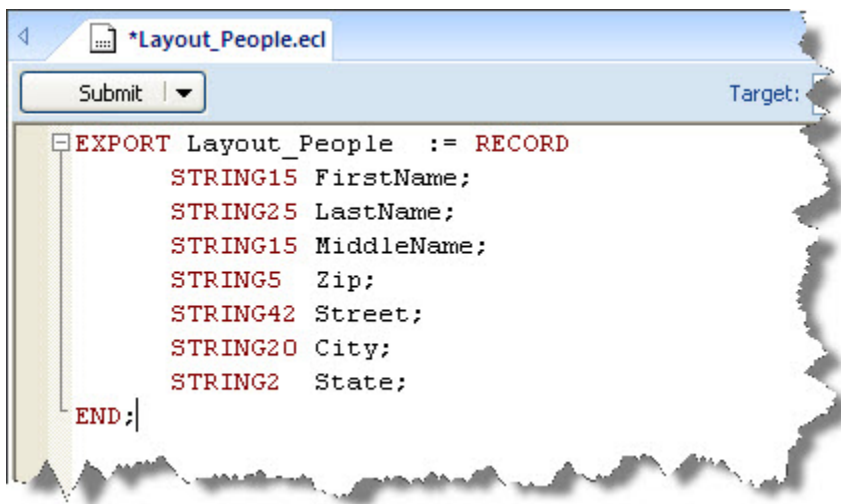 *Layout_People.ecl
Submit
Target:
EXPORT Layout_People := RECORD
STRING15 FirstName;
STRING25 LastName;
STRING15 MiddleName;
STRING5 Zip;
STRING42 Street;
STRING20 City;
STRING2 State;
END;